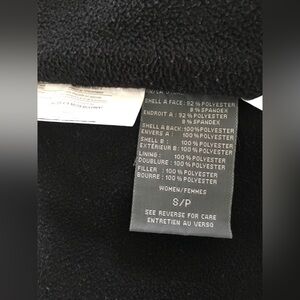 SHELL A FACE: 92 % POLYESTER
8 % SPANDEX
ENDROIT A : 92 % POLYESTER
8 % SPANDEX
SHELL A BACK: 100 % POLYESTER
ENVERS A : 100 % POLYESTER
SHELL B : 100 % POLYESTER
EXTÉRIEUR B : 100 % POLYESTER
LINING : 100 % POLYESTER
DOUBLURE : 100 % POLYESTER
FILLER : 100 % POLYESTER
BOURRE : 100 % POLYESTER
WOMEN/FEMMES
S/P
SEE REVERSE FOR CARE
ENTRETIEN AU VERSO